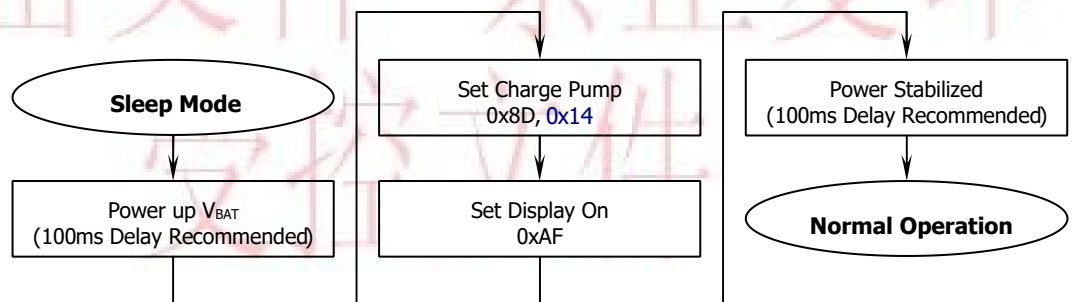 Sleep Mode
Power up VBAT
(100ms Delay Recommended)
Set Charge Pump
0x8D, 0x14
Set Display On
0xAF
Power Stabilized
(100ms Delay Recommended)
Normal Operation